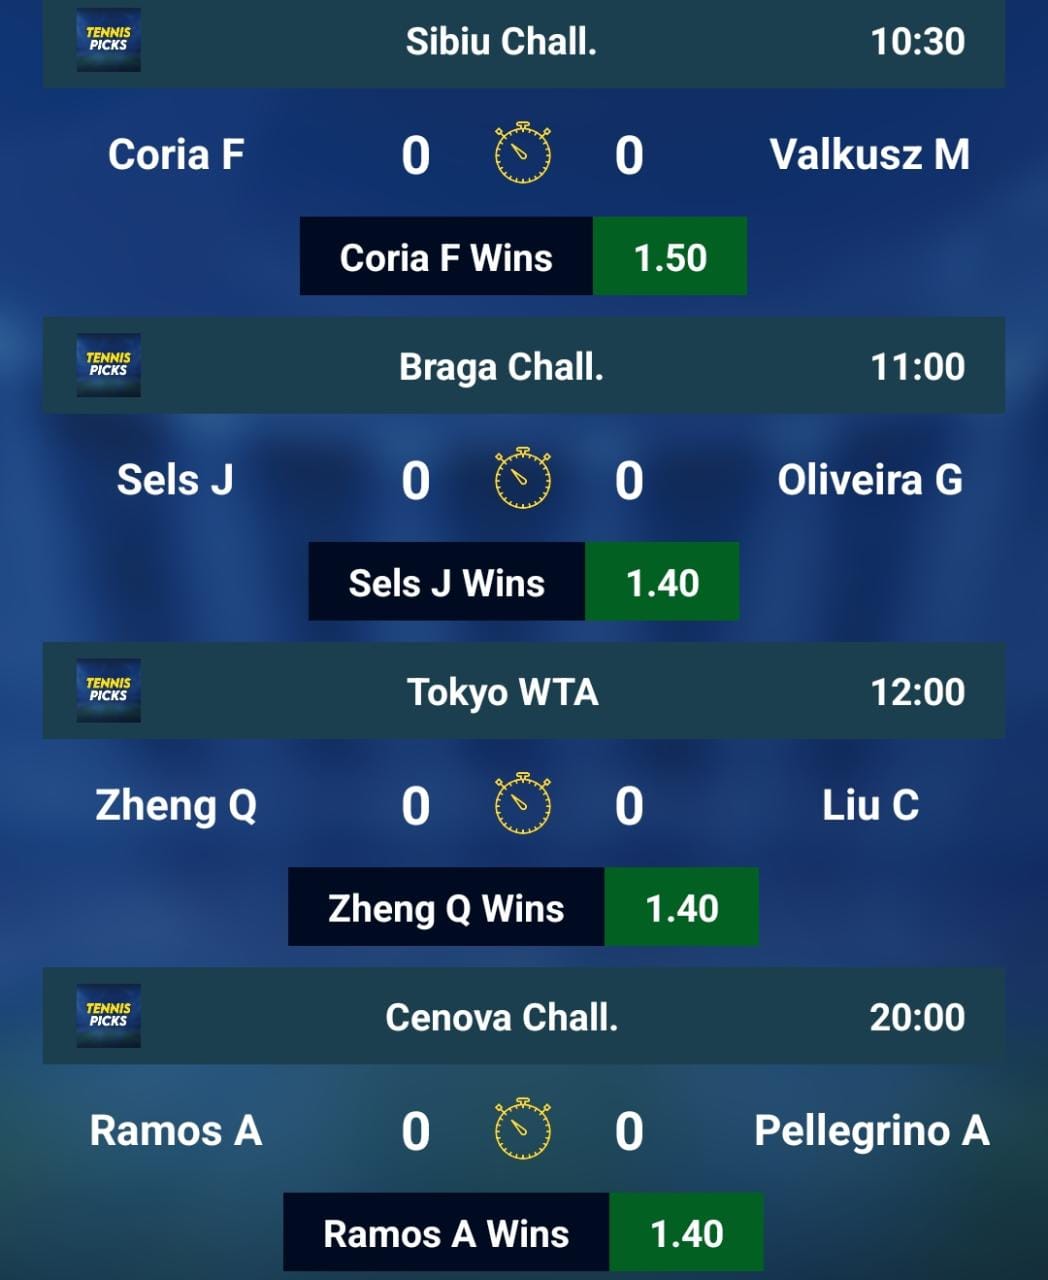 TENNIS
PICKS
Sibiu Chall.
10:30
Coria F 0 0 Valkusz M
Coria F Wins 1.50
TENNIS
PICKS
Braga Chall.
11:00
Sels J 0 0 Oliveira G
Sels J Wins 1.40
TENNIS
PICKS
Tokyo WTA
12:00
Zheng Q 0 0 Liu C
Zheng Q Wins 1.40
TENNIS
PICKS
Cenova Chall.
20:00
Ramos A 0 0 Pellegrino A
Ramos A Wins 1.40